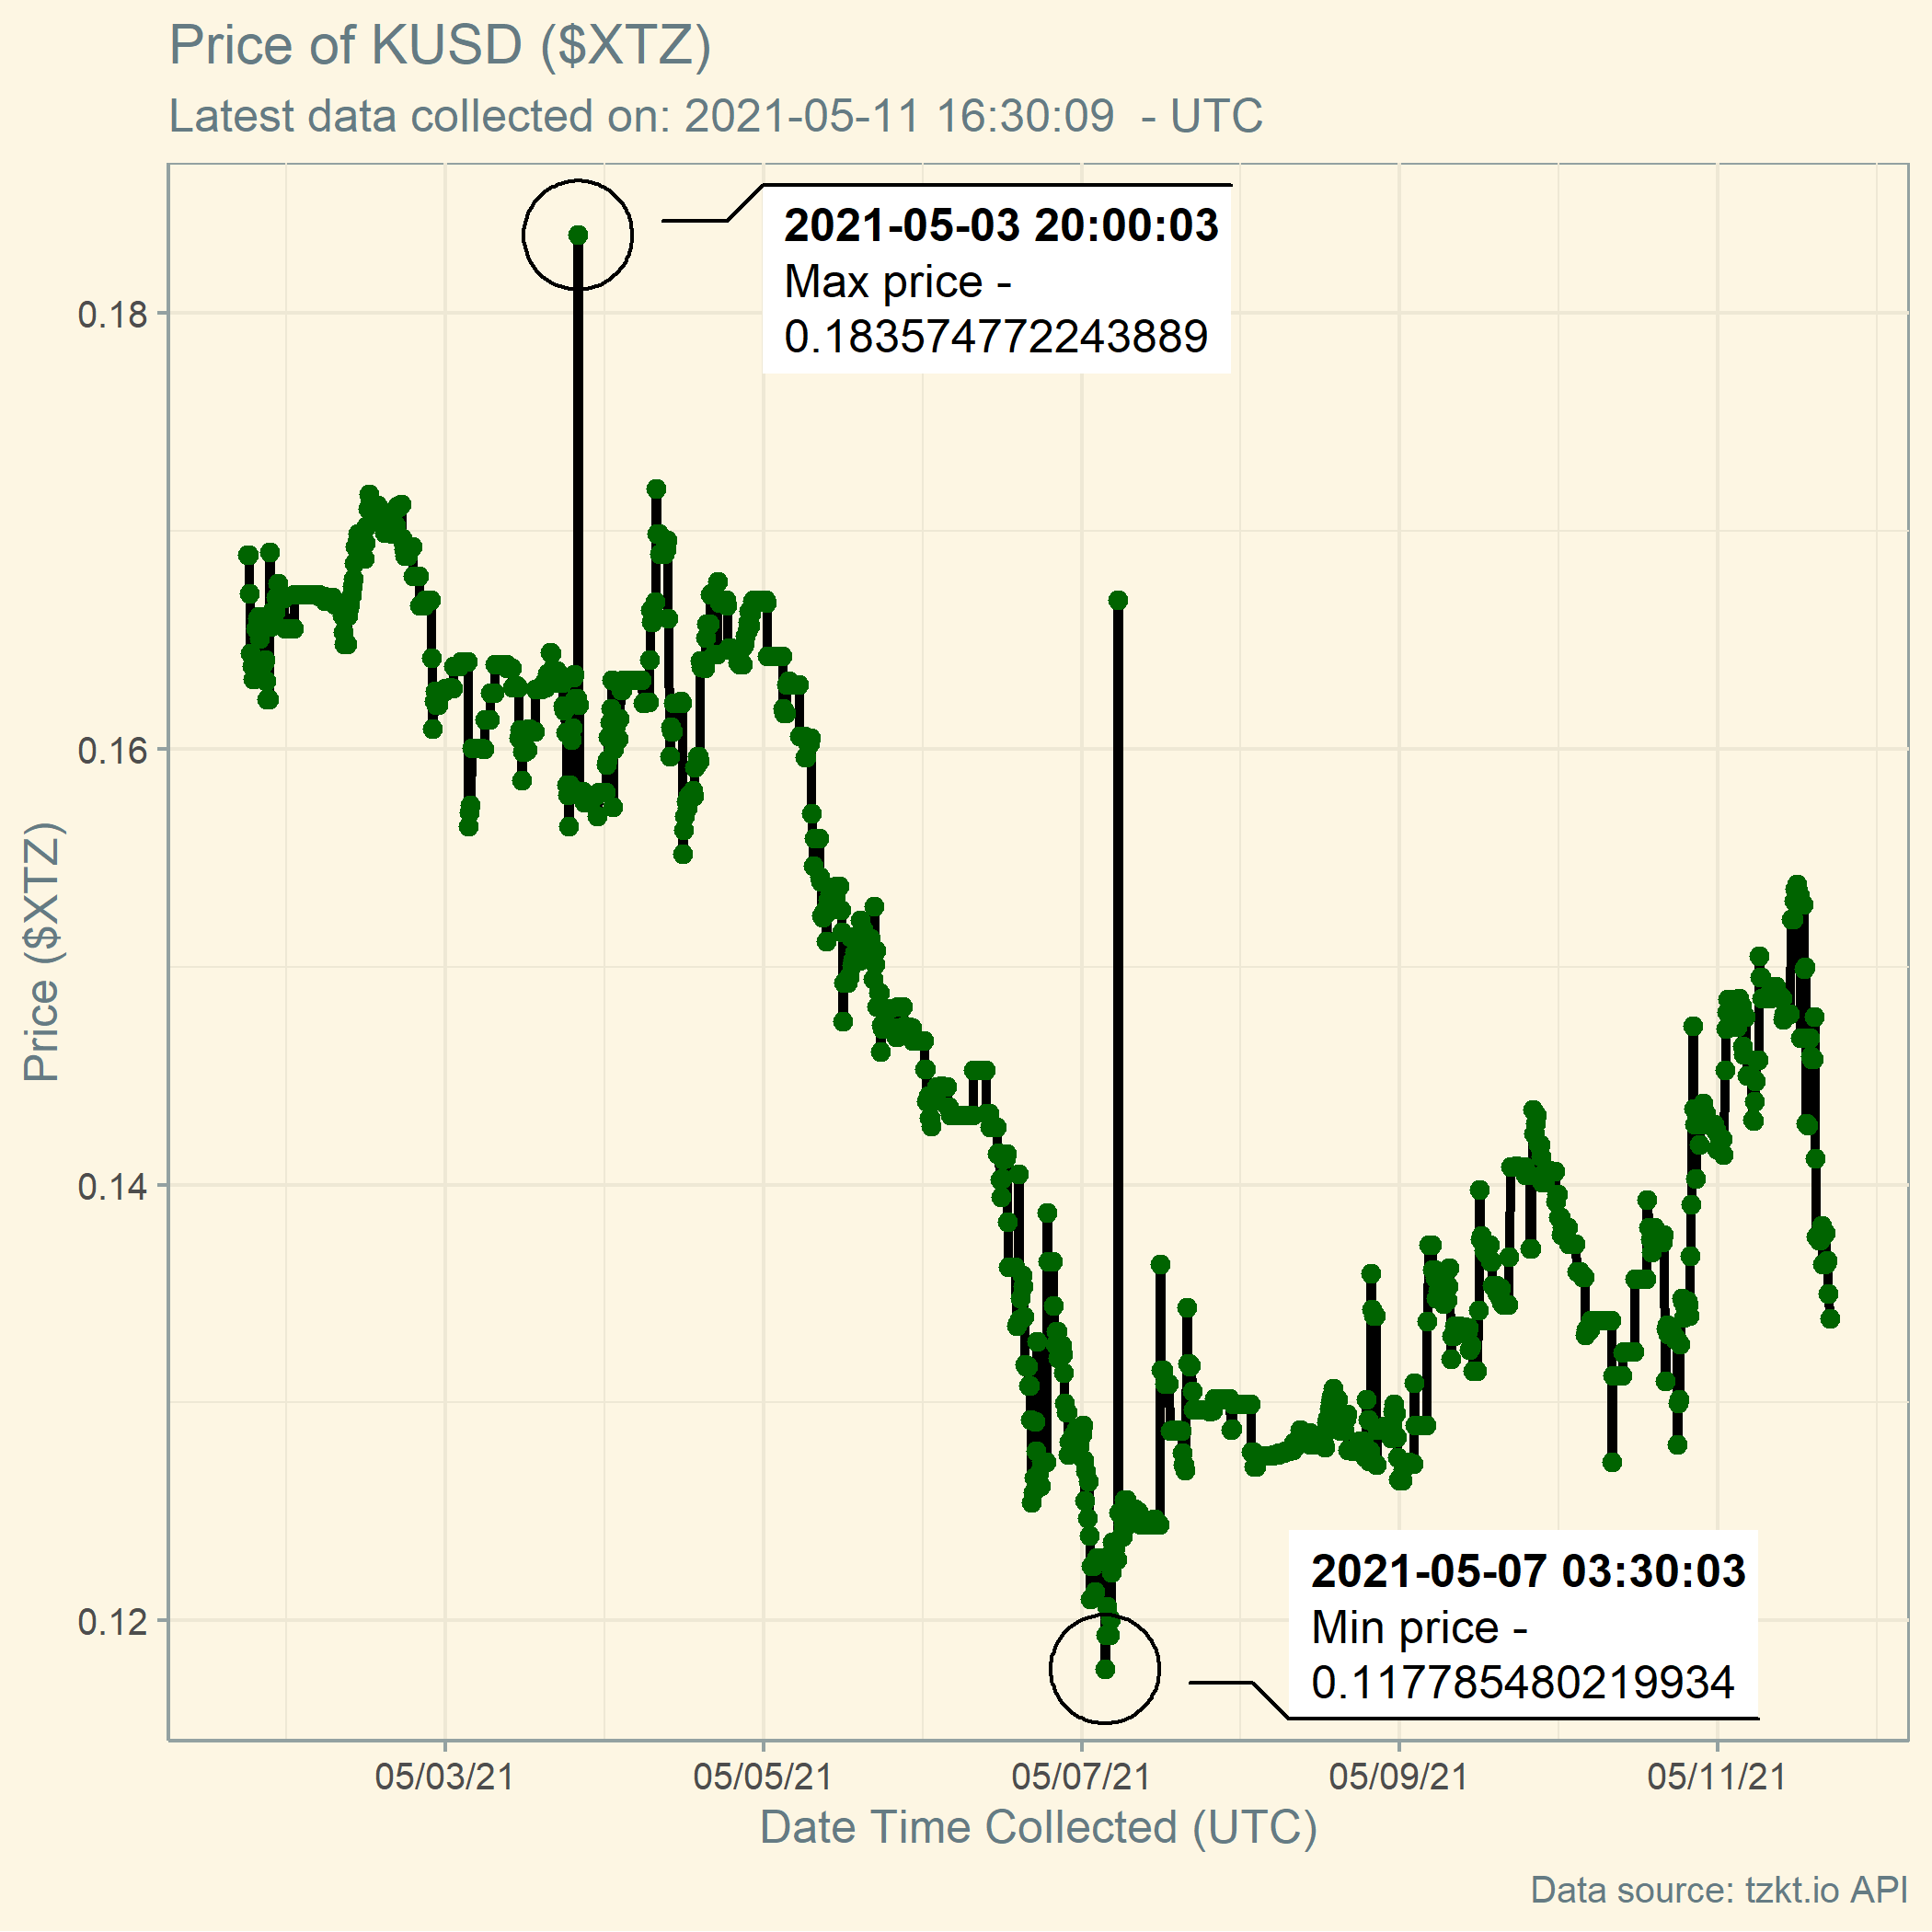 Price of KUSD ($XTZ)
Latest data collected on: 2021-05-11 16:30:09  - UTC
2021-05-03 20:00:03
Max price -
0.183574772243889
0.18
0.16
0.14
0.12
Price ($XTZ)
2021-05-07 03:30:03
Min price -
0.117785480219934
05/03/21 05/05/21 05/07/21 05/09/21 05/11/21
Date Time Collected (UTC)
Data source: tzkt.io API